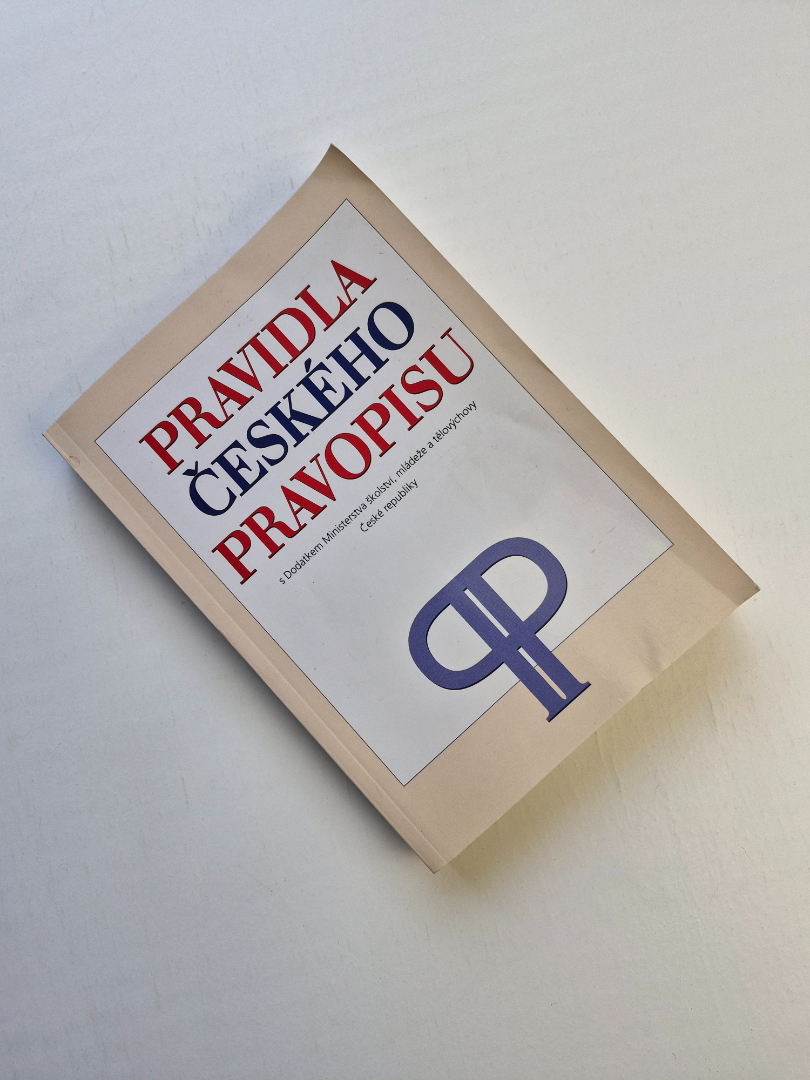 PRAVIDLA
ČESKÉHO
PRAVOPISU
s Dodatkem Ministerstva školství, mládeže a tělovýchovy
České republiky